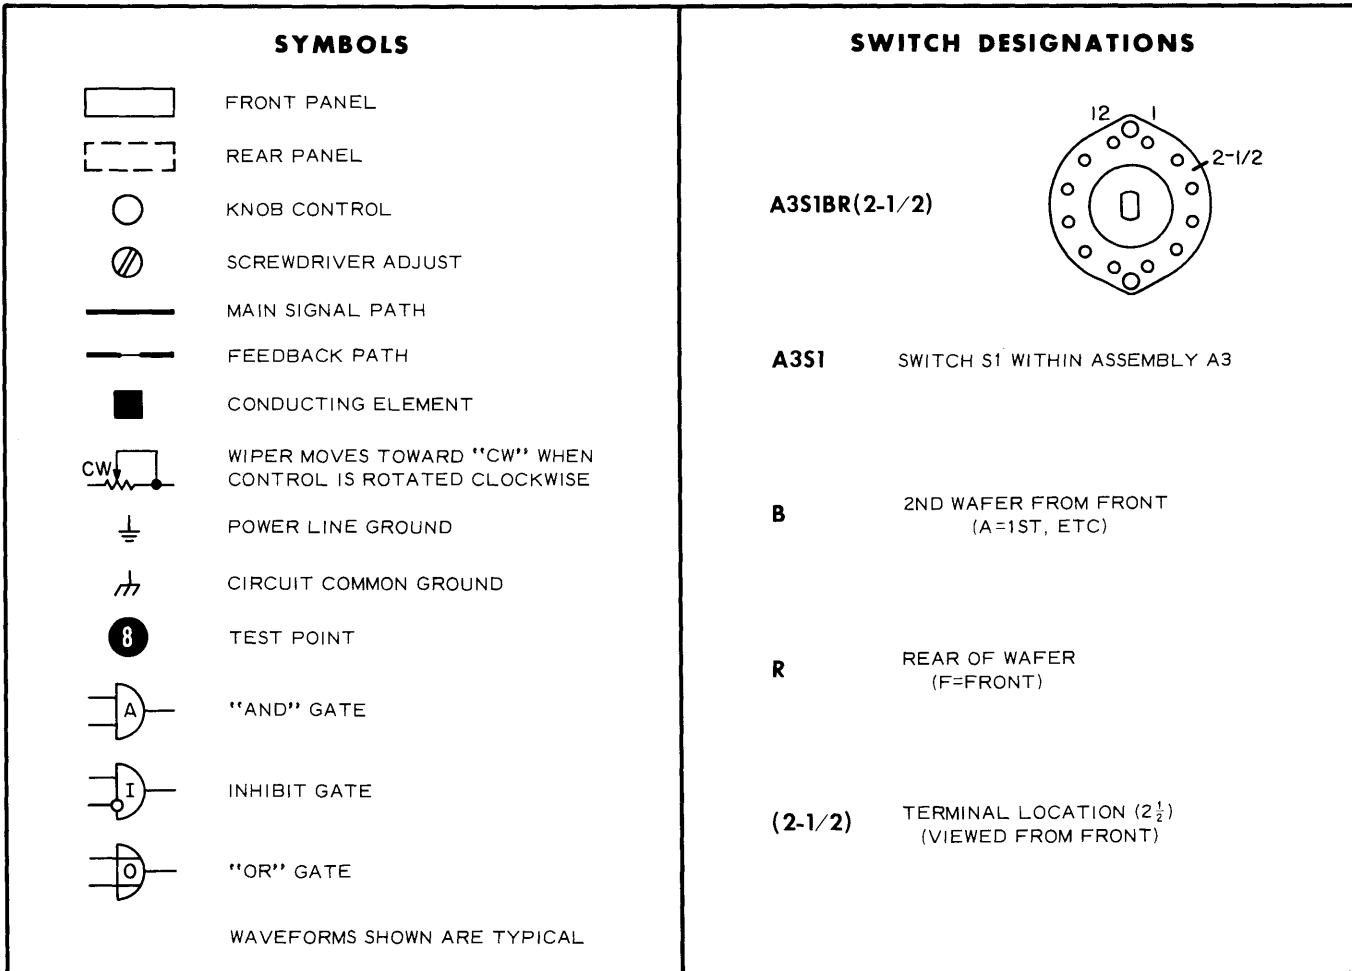 SYMBOLS
FRONT PANEL
REAR PANEL
KNOB CONTROL
SCREWDRIVER ADJUST
MAIN SIGNAL PATH
FEEDBACK PATH
CONDUCTING ELEMENT
CW
WIPER MOVES TOWARD "CW" WHEN
CONTROL IS ROTATED CLOCKWISE
POWER LINE GROUND
CIRCUIT COMMON GROUND
8
TEST POINT
A
"AND" GATE
I
INHIBIT GATE
O
"OR" GATE
WAVEFORMS SHOWN ARE TYPICAL
SWITCH DESIGNATIONS
12 1
2-1/2
A3S1BR(2-1/2)
A3S1 SWITCH S1 WITHIN ASSEMBLY A3
B 2ND WAFER FROM FRONT
(A=1ST, ETC)
R REAR OF WAFER
(F=FRONT)
(2-1/2) TERMINAL LOCATION (2½)
(VIEWED FROM FRONT)